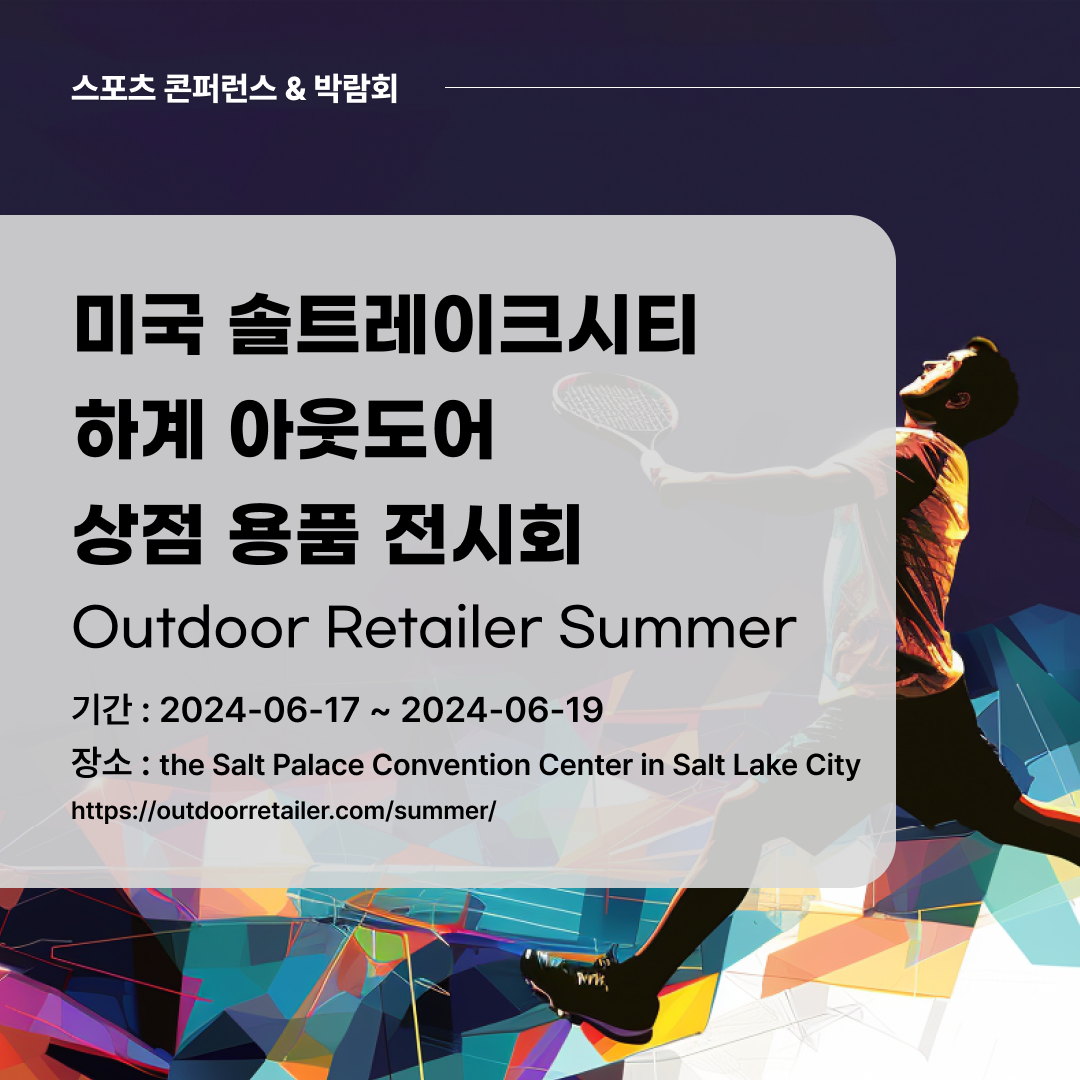 스포츠 콘퍼런스 & 박람회
미국 솔트레이크시티
하계 아웃도어
상점 용품 전시회
Outdoor Retailer Summer
기간 : 2024-06-17 ~ 2024-06-19
장소 : the Salt Palace Convention Center in Salt Lake City
https://outdoorretailer.com/summer/